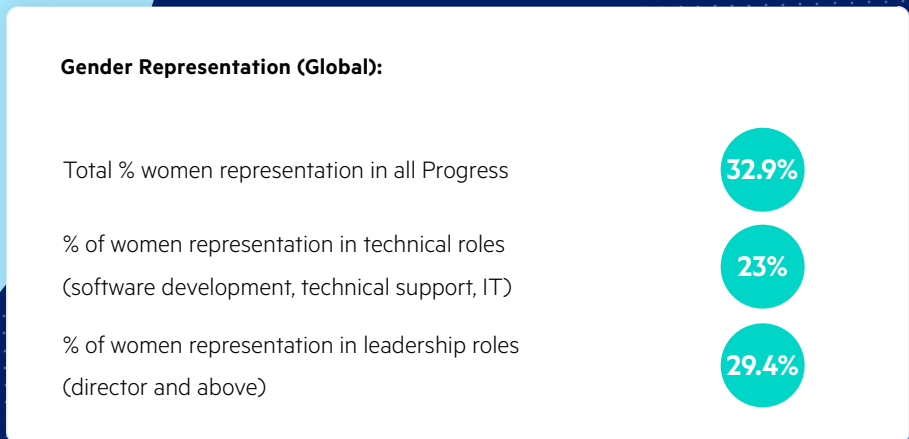 Gender Representation (Global):
Total % women representation in all Progress
32.9%
% of women representation in technical roles
(software development, technical support, IT)
23%
% of women representation in leadership roles
(director and above)
29.4%